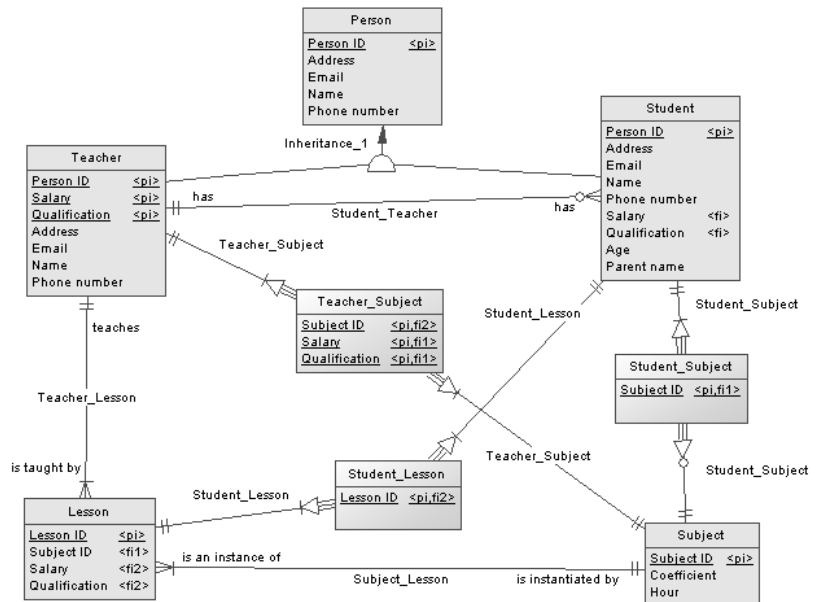 Person
Person ID <pi>
Address
Email
Name
Phone number
Inheritance_1
Student
Person ID <pi>
Address
Email
Name
Phone number
Salary <fi>
Qualification <fi>
Age
Parent name
Teacher
Person ID <pi>
Salary <pi>
Qualification <pi>
Address
Email
Name
Phone number
has
Student_Teacher
has
Teacher_Subject
Teacher_Subject
Subject ID <pi,fi2>
Salary <pi,fi1>
Qualification <pi,fi1>
Student_Lesson
Student_Subject
Student_Subject
Subject ID <pi,fi1>
teaches
Teacher_Lesson
is taught by
Teacher_Subject
Student_Subject
Student_Lesson
Student_Lesson
Lesson ID <pi,fi2>
Lesson
Lesson ID <pi>
Subject ID <fi1>
Salary <fi2>
Qualification <fi2>
is an instance of
Subject_Lesson
is instantiated by
Subject
Subject ID <pi>
Coefficient
Hour